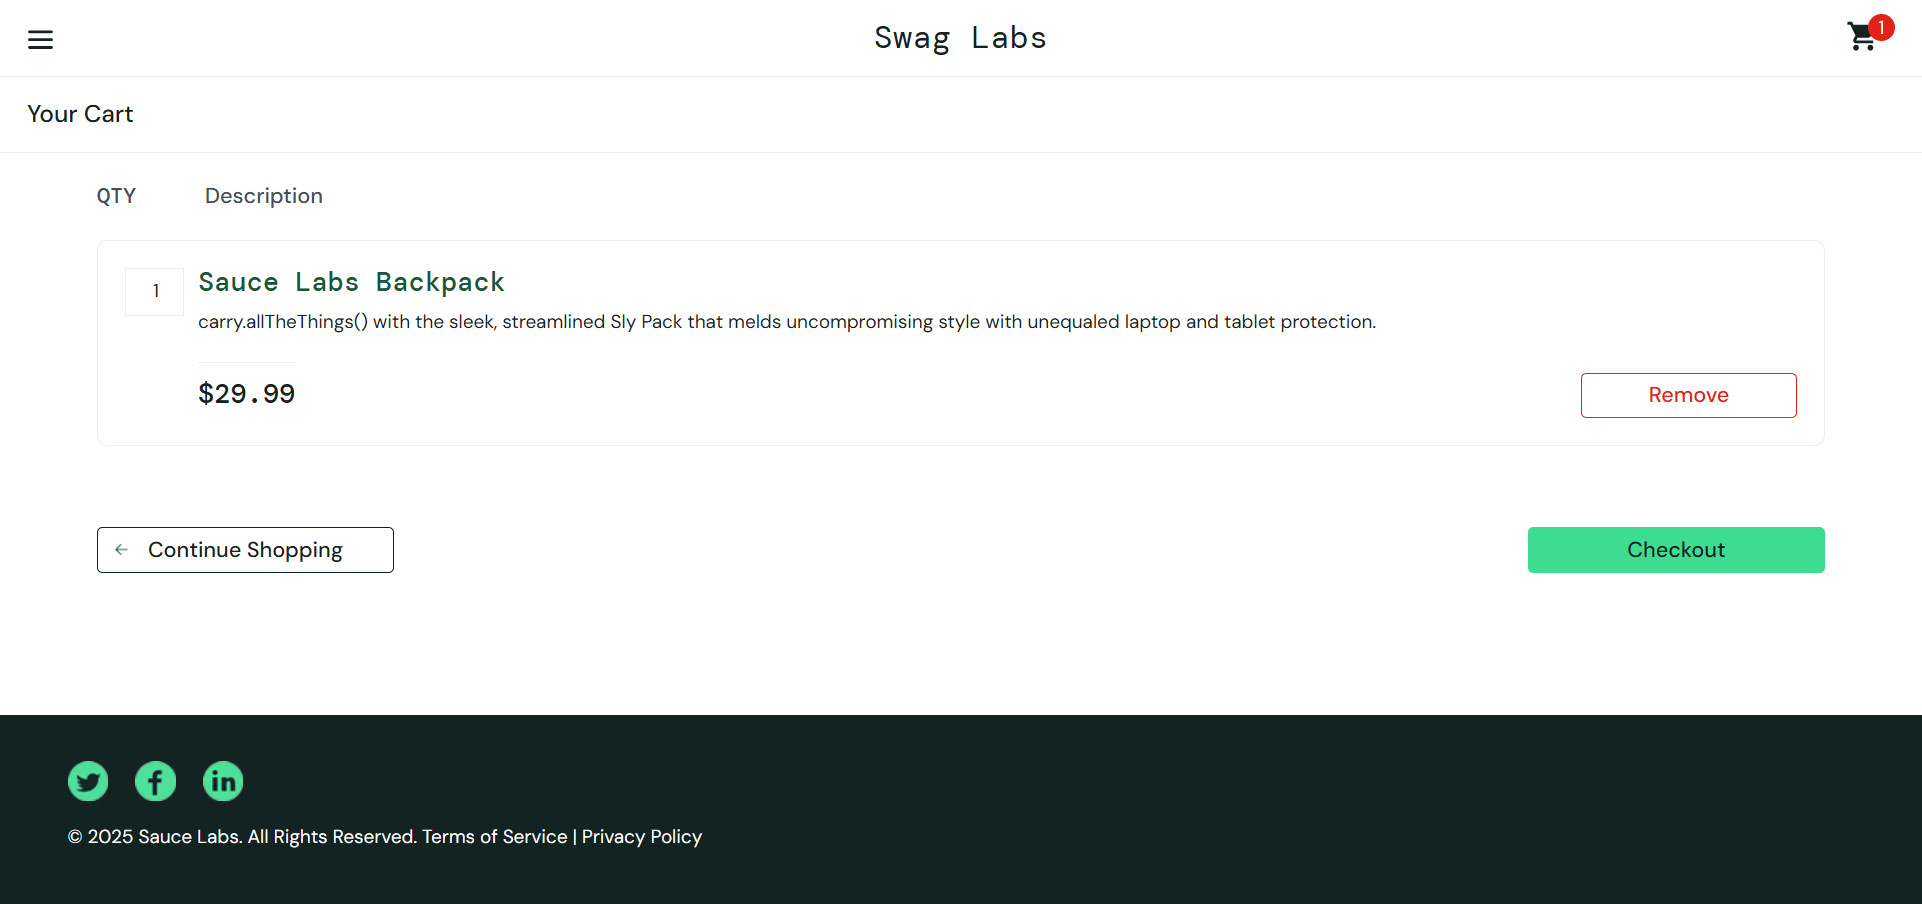 Swag Labs
1
Your Cart
QTY Description
1
Sauce Labs Backpack
carry.allTheThings() with the sleek, streamlined Sly Pack that melds uncompromising style with unequaled laptop and tablet protection.
$29.99
Remove
Continue Shopping
Checkout
© 2025 Sauce Labs. All Rights Reserved. Terms of Service | Privacy Policy